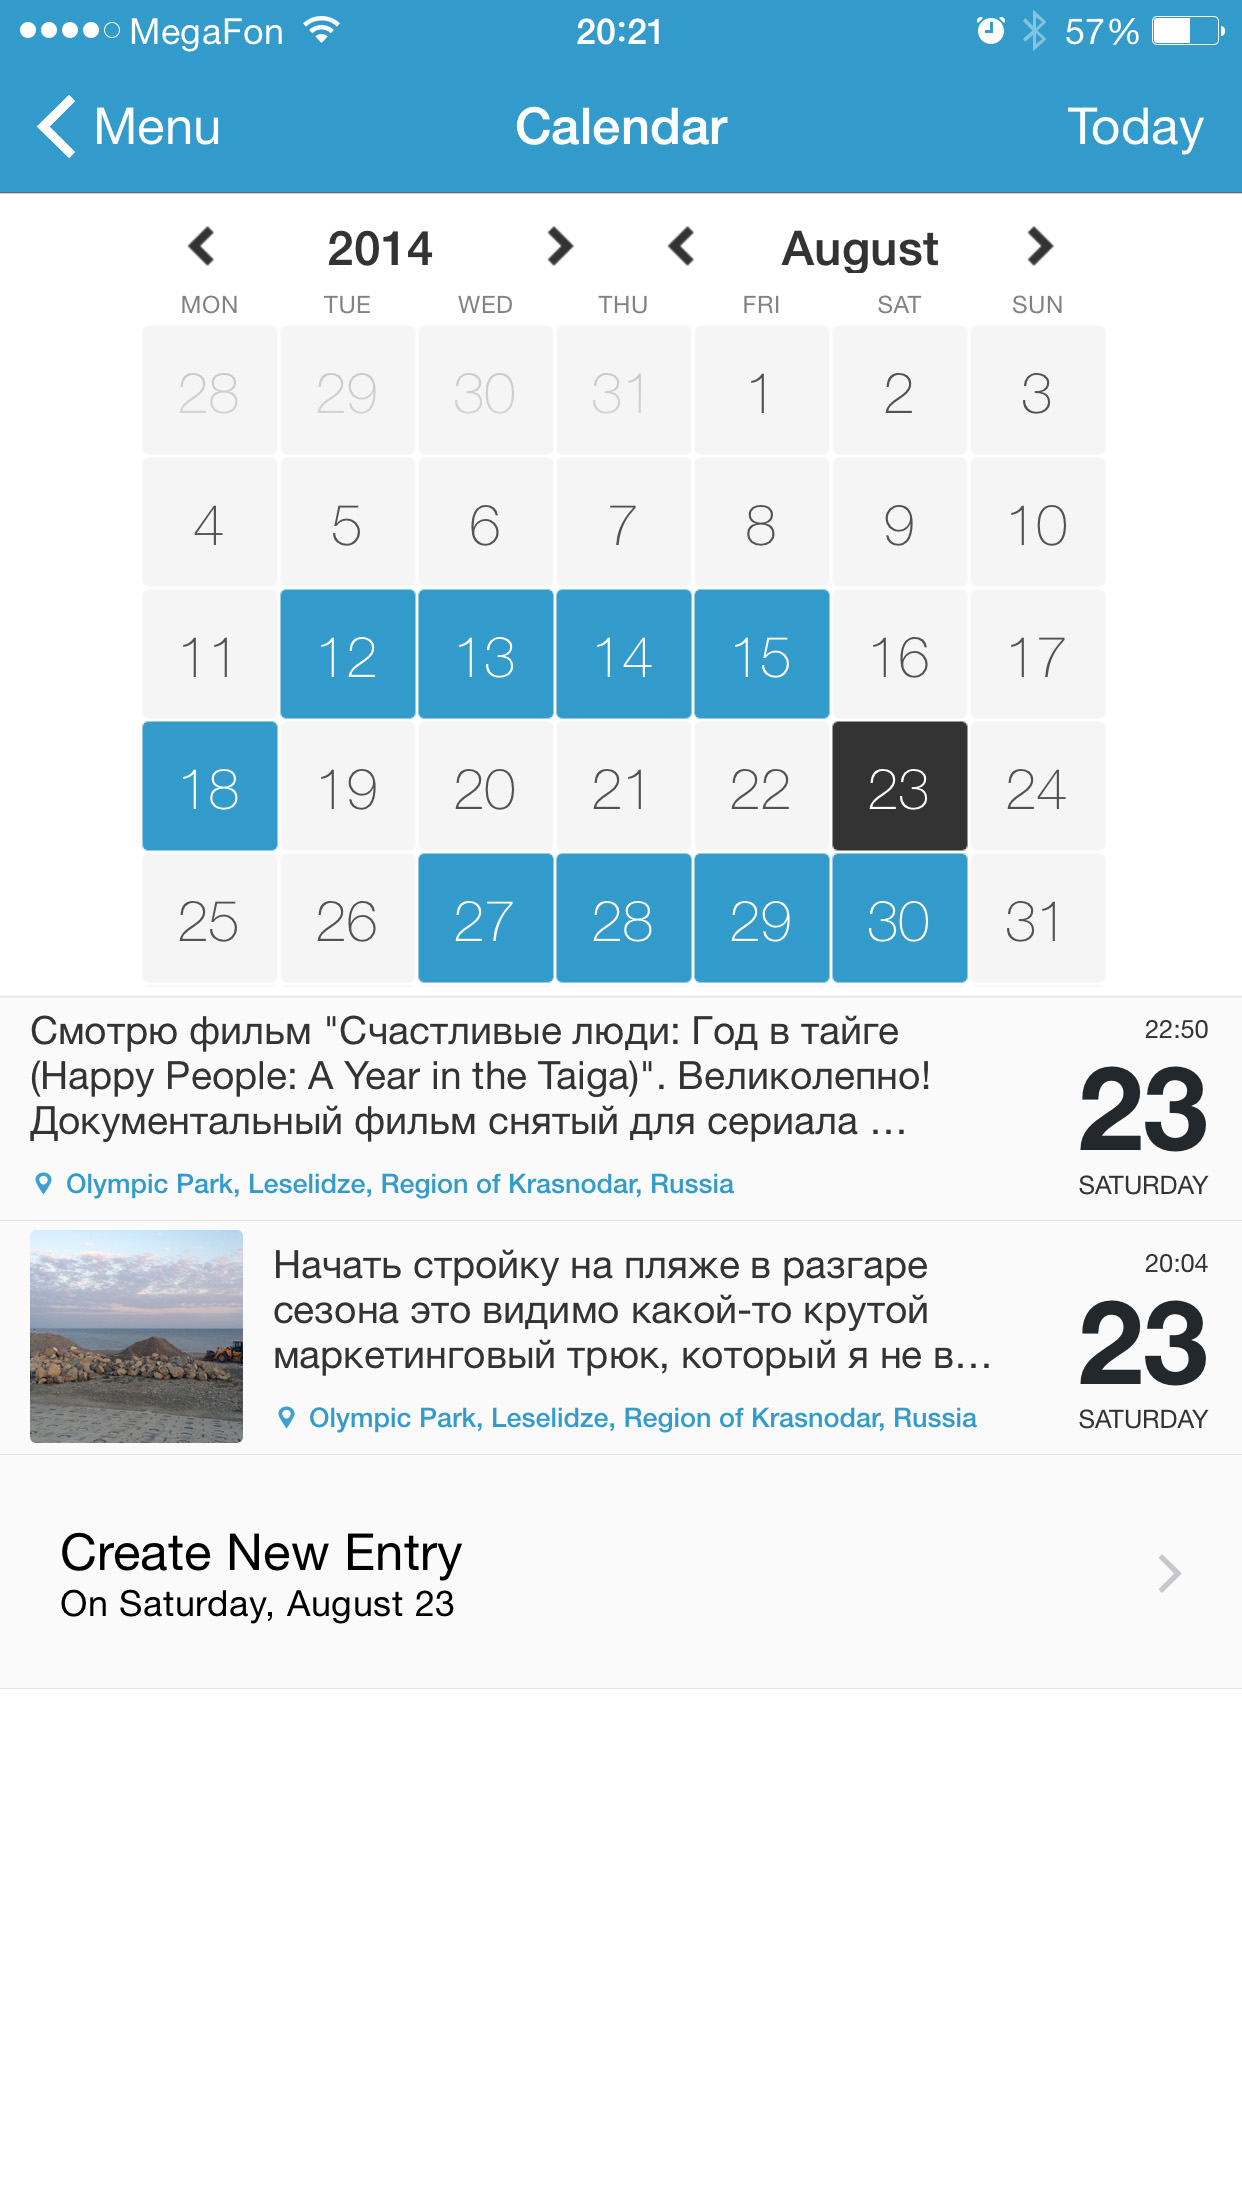 MegaFon 20:21 57%
Menu Calendar Today
2014 August
MON TUE WED THU FRI SAT SUN
28 29 30 31 1 2 3
4 5 6 7 8 9 10
11 12 13 14 15 16 17
18 19 20 21 22 23 24
25 26 27 28 29 30 31
Смотрю фильм "Счастливые люди: Год в тайге
(Happy People: A Year in the Taiga)". Великолепно!
Документальный фильм снятый для сериала ...
Olympic Park, Leselidze, Region of Krasnodar, Russia
22:50
23
SATURDAY
Начать стройку на пляже в разгаре
сезона это видимо какой-то крутой
маркетинговый трюк, который я не в...
Olympic Park, Leselidze, Region of Krasnodar, Russia
20:04
23
SATURDAY
Create New Entry
On Saturday, August 23